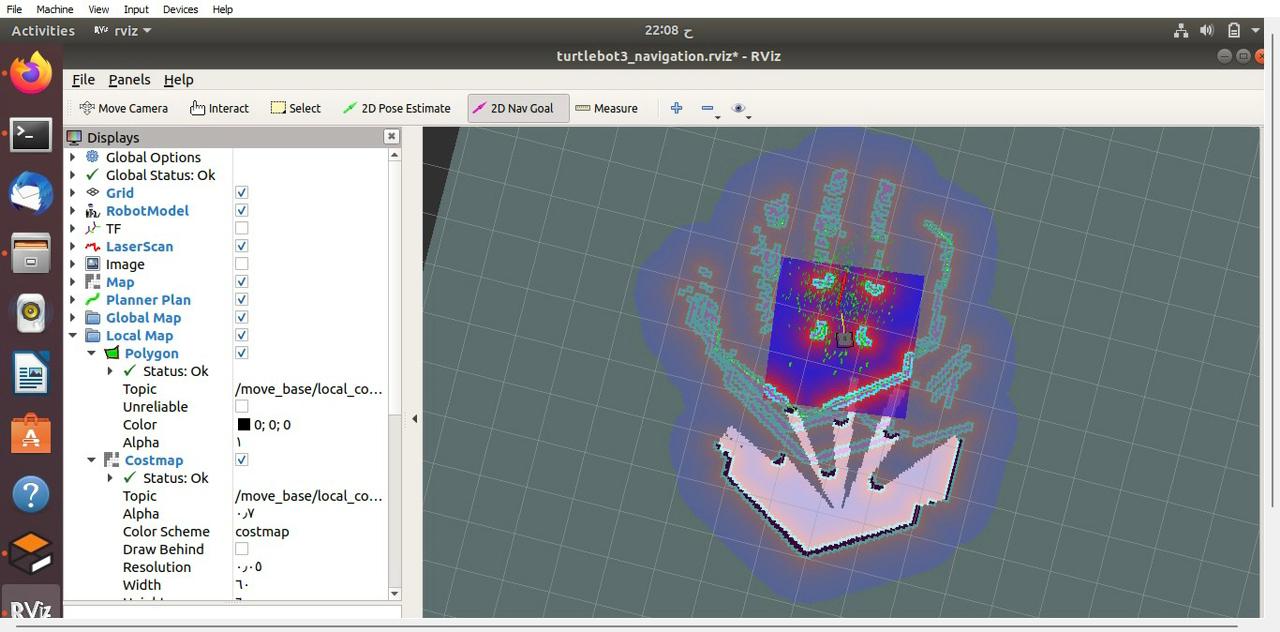 File Machine View Input Devices Help
Activities rviz 22:08 ح
turtlebot3_navigation.rviz* - RViz
File Panels Help
Move Camera Interact Select 2D Pose Estimate 2D Nav Goal Measure
Displays
Global Options
Global Status: Ok
Grid
RobotModel
TF
LaserScan
Image
Map
Planner Plan
Global Map
Local Map
Polygon
Status: Ok
Topic /move_base/local_co...
Unreliable
Color 0; 0; 0
Alpha ١
Costmap
Status: Ok
Topic /move_base/local_co...
Alpha ٠٫٧
Color Scheme costmap
Draw Behind
Resolution ٠٫٠٥
Width ٦٠
RViz